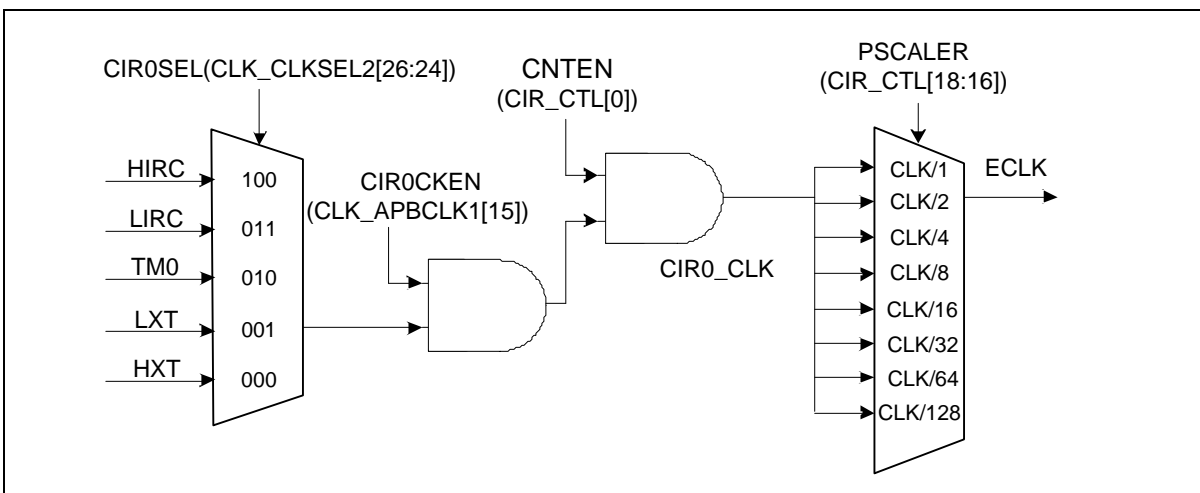 CIR0SEL(CLK_CLKSEL2[26:24])
HIRC
LIRC
TM0
LXT
HXT
100
011
010
001
000
CIR0CKEN
(CLK_APBCLK1[15])
CNTEN
(CIR_CTL[0])
CIR0_CLK
PSCALER
(CIR_CTL[18:16])
CLK/1
CLK/2
CLK/4
CLK/8
CLK/16
CLK/32
CLK/64
CLK/128
ECLK